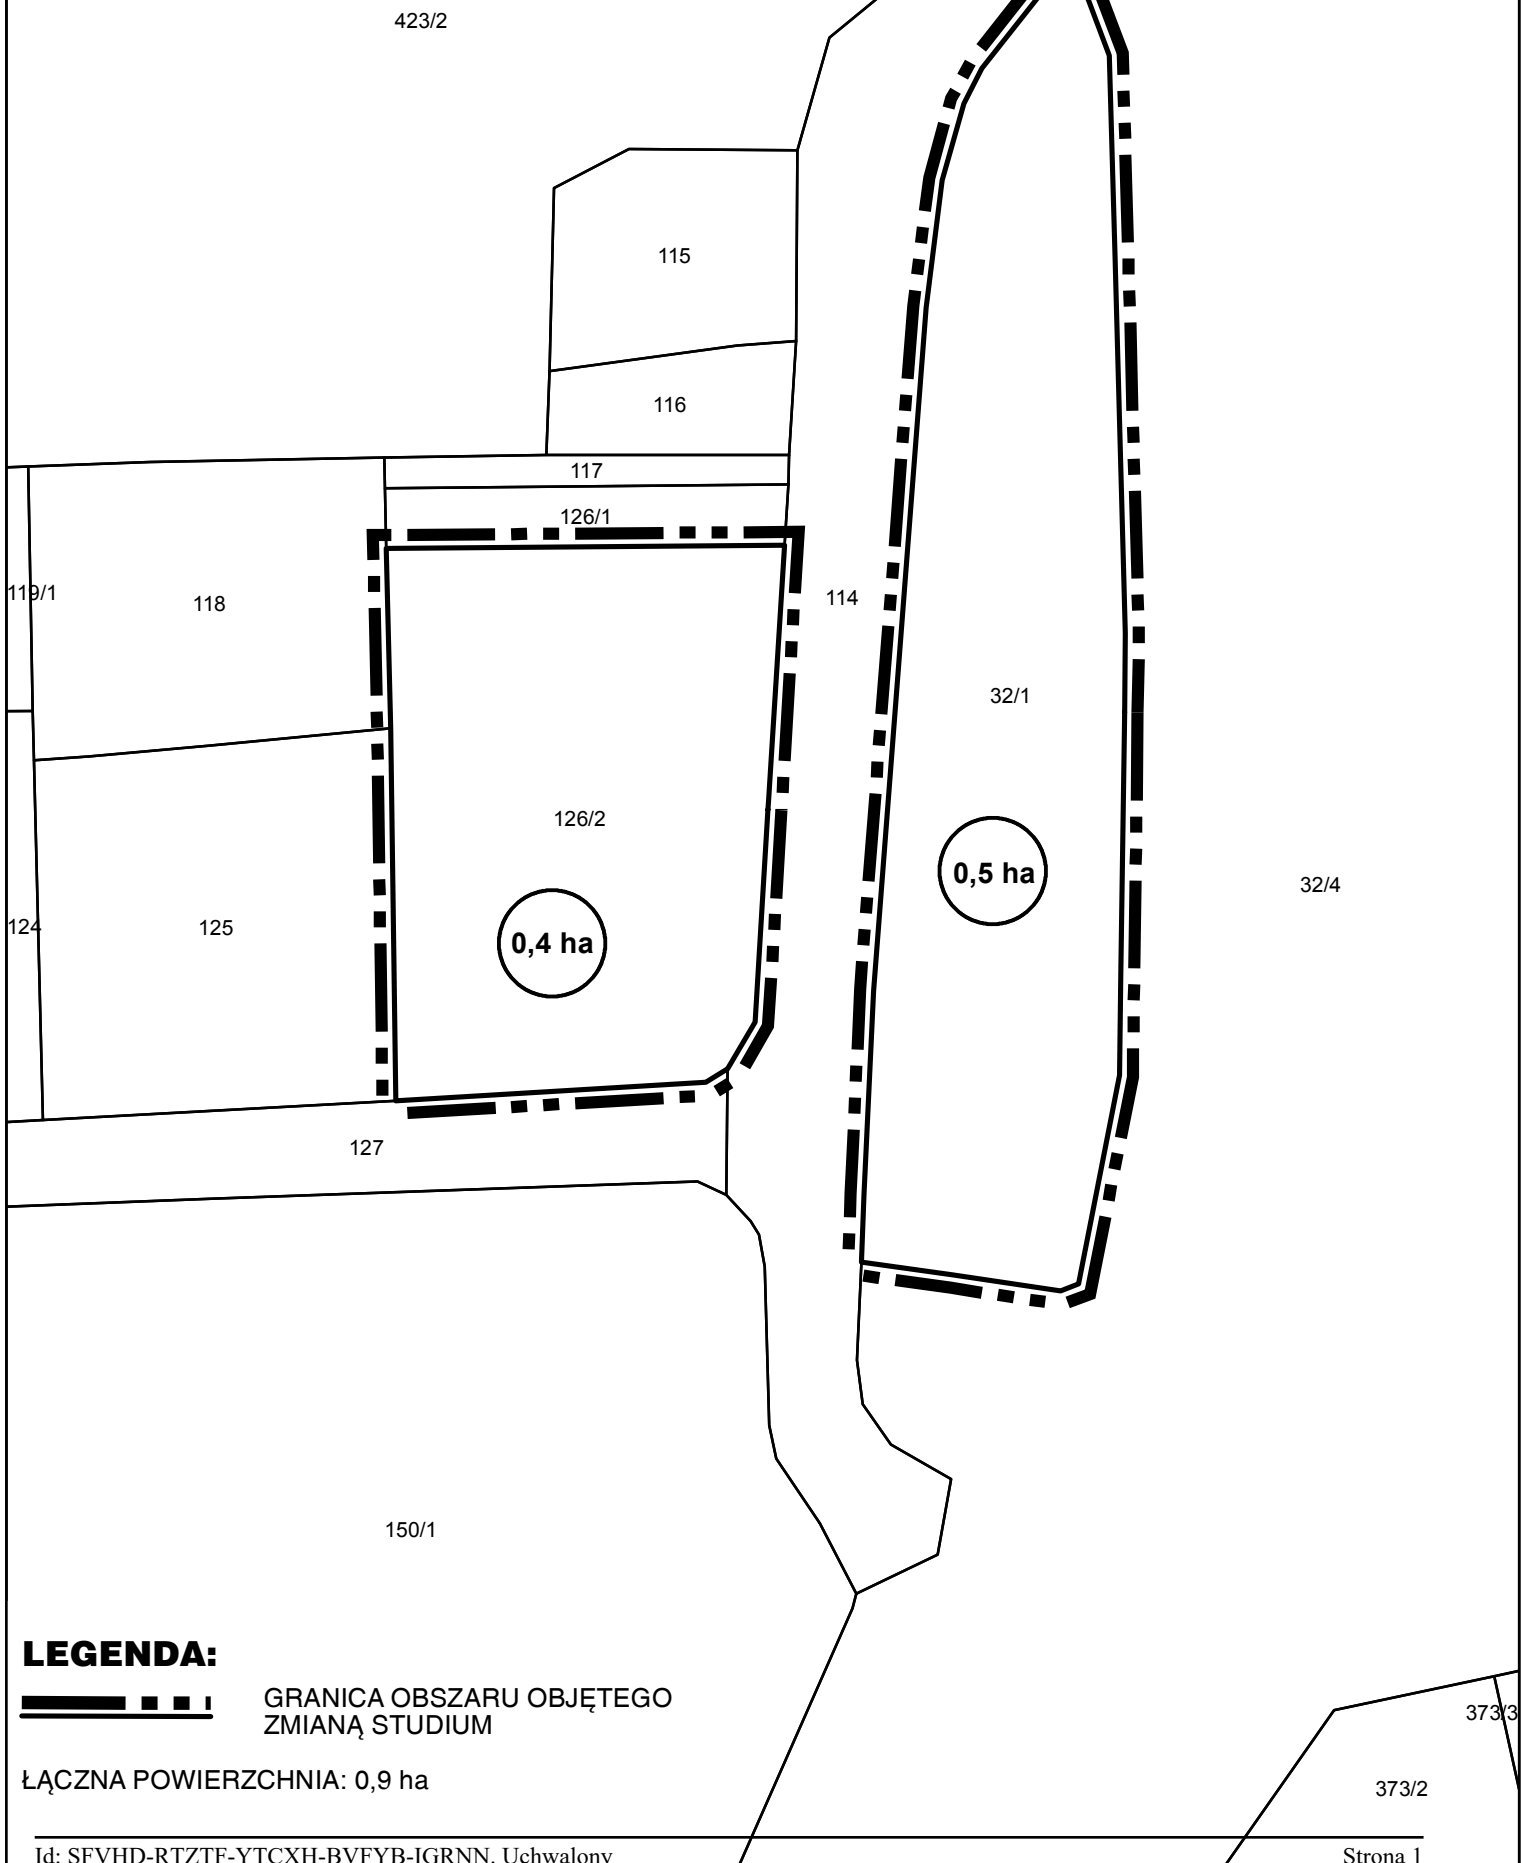 423/2
115
116
117
126/1
119/1
118
114
32/1
126/2
0,5 ha
32/4
124
125
0,4 ha
127
150/1
LEGENDA:
GRANICA OBSZARU OBJĘTEGO
ZMIANĄ STUDIUM
373/3
ŁĄCZNA POWIERZCHNIA: 0,9 ha
373/2
Id: SFVHD-RTZTF-YTCXH-BVFYB-IGRNN. Uchwalony
Strona 1